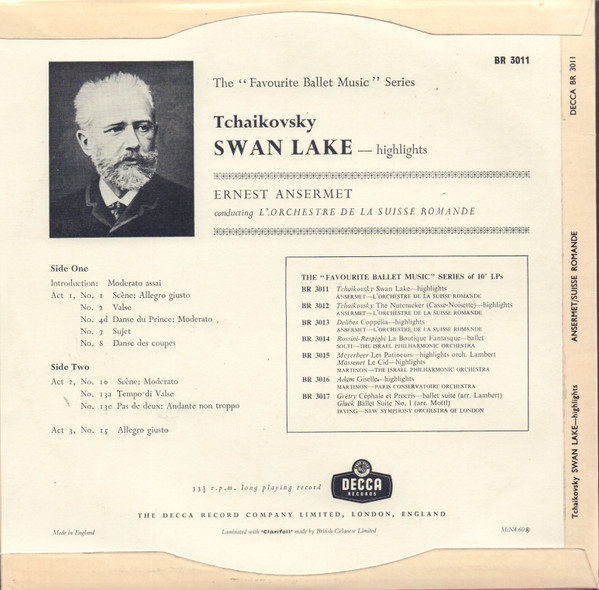 BR 3011
The “Favourite Ballet Music” Series
Tchaikovsky
SWAN LAKE — highlights
ERNEST ANSERMET
conducting L'ORCHESTRE DE LA SUISSE ROMANDE
Side One
Introduction: Moderato assai
Act 1, No. 1 Scène: Allegro giusto
No. 2 Valse
No. 4d Danse du Prince: Moderato
No. 7 Sujet
No. 8 Danse des coupes
Side Two
Act 2, No. 10 Scène: Moderato
No. 13a Tempo di Valse
No. 13e Pas de deux: Andante non troppo
Act 3, No. 15 Allegro giusto
THE “FAVOURITE BALLET MUSIC” SERIES of 10" LPs
BR 3011 Tchaikovsky Swan Lake—highlights
ANSERMET—L'ORCHESTRE DE LA SUISSE ROMANDE
BR 3012 Tchaikovsky The Nutcracker (Casse-Noisette)—highlights
ANSERMET—L'ORCHESTRE DE LA SUISSE ROMANDE
BR 3013 Delibes Coppélia—highlights
ANSERMET—L'ORCHESTRE DE LA SUISSE ROMANDE
BR 3014 Rossini-Respighi La Boutique Fantasque—ballet
SOLTI—THE ISRAEL PHILHARMONIC ORCHESTRA
BR 3015 Meyerbeer Les Patineurs—highlights orch. Lambert
Massenet Le Cid—highlights
MARTINON—THE ISRAEL PHILHARMONIC ORCHESTRA
BR 3016 Adam Giselle—highlights
MARTINON—PARIS CONSERVATOIRE ORCHESTRA
BR 3017 Grétry Céphale et Procris—ballet suite (arr. Lambert)
Gluck Ballet Suite No. 1 (arr. Mottl)
IRVING—NEW SYMPHONY ORCHESTRA OF LONDON
33⅓ r.p.m. long playing record
DECCA
RECORDS
THE DECCA RECORD COMPANY LIMITED, LONDON, ENGLAND
Made in England
Laminated with 'Clarifoil' made by British Celanese Limited
McN4.60®
DECCA BR 3011
ANSERMET/SUISSE ROMANDE
Tchaikovsky SWAN LAKE—highlights